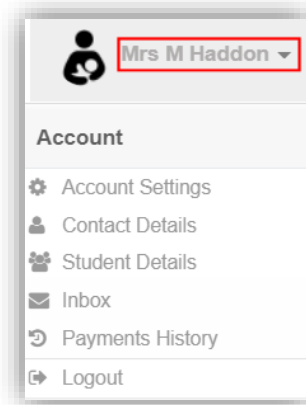 Mrs M Haddon
Account
Account Settings
Contact Details
Student Details
Inbox
Payments History
Logout